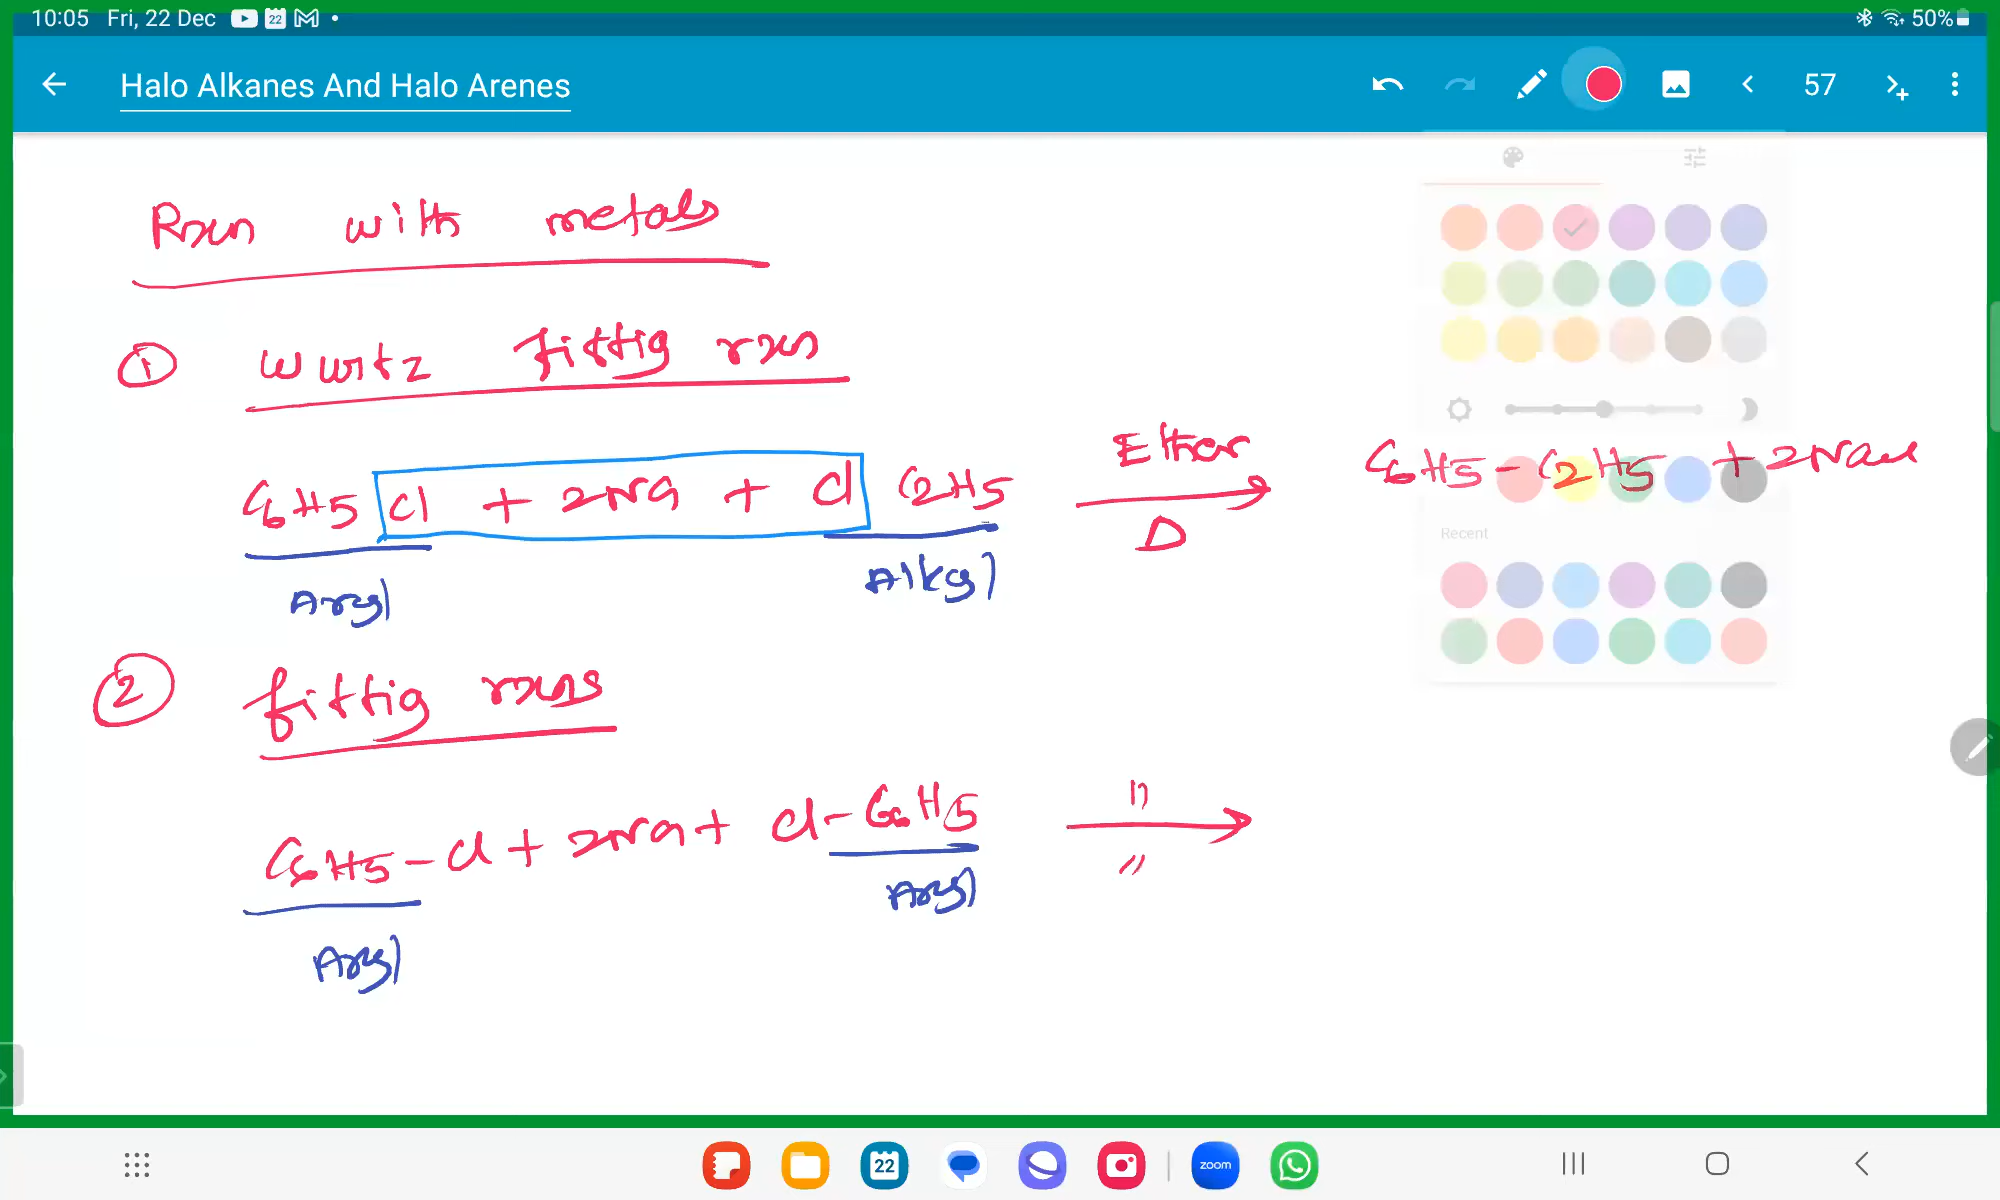 10:05 Fri, 22 Dec 22 50%
Halo Alkanes And Halo Arenes 57
Rxn with metals
① Wurtz fittig rxn
C6H5 Cl + 2Na + Cl C2H5 Ether Δ C6H5 - C2H5 + 2NaCl
Recent
Aryl Alkyl
② fittig rxns
C6H5 - Cl + 2Na + Cl - C6H5 " "
Aryl Aryl
22 zoom